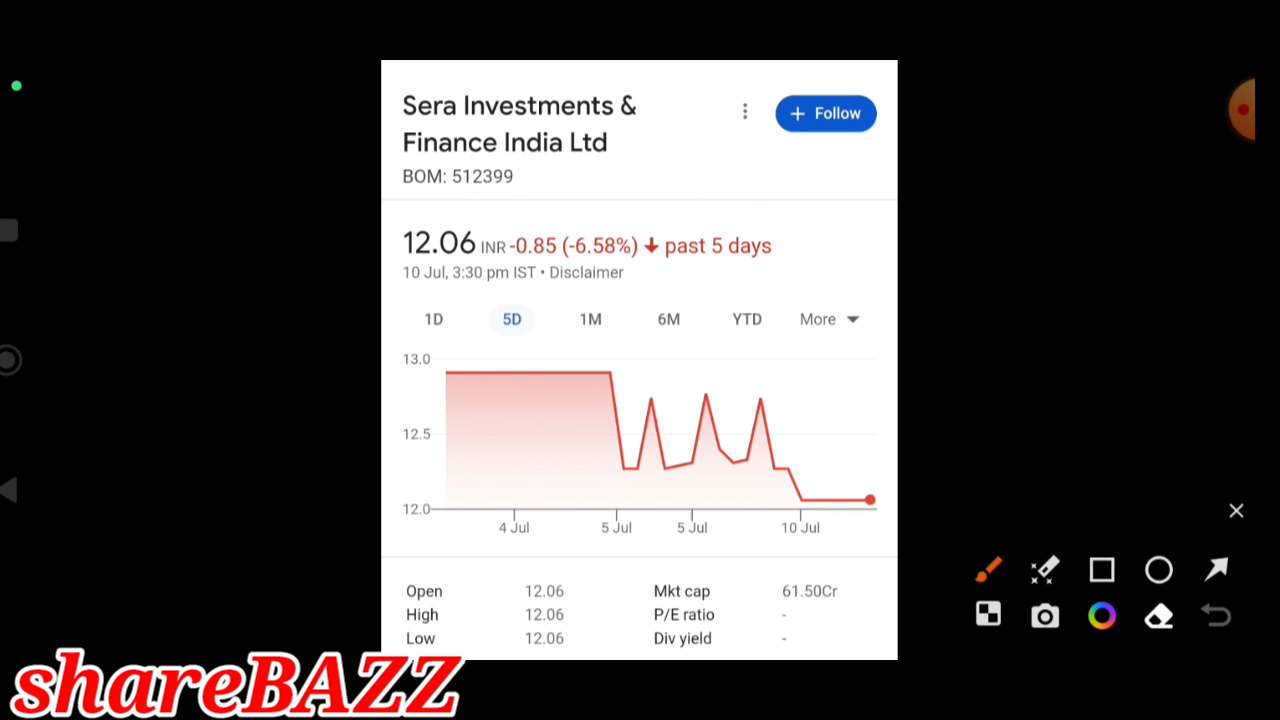 Sera Investments &
Finance India Ltd
+ Follow
BOM: 512399
12.06 INR -0.85 (-6.58%) ↓ past 5 days
10 Jul, 3:30 pm IST • Disclaimer
1D 5D 1M 6M YTD More
13.0
12.5
12.0
4 Jul 5 Jul 5 Jul 10 Jul
Open 12.06 Mkt cap 61.50Cr
High 12.06 P/E ratio -
Low 12.06 Div yield -
shareBAZZ